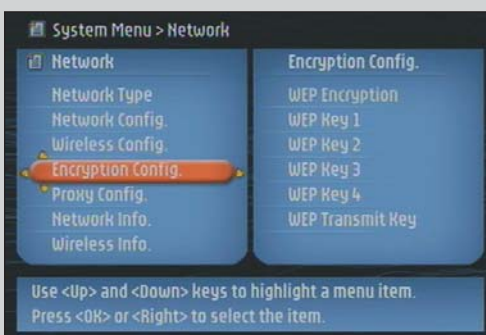 System Menu > Network
Network
Network Type
Network Config.
Wireless Config.
Encryption Config.
Proxy Config.
Network Info.
Wireless Info.
Encryption Config.
WEP Encryption
WEP Key 1
WEP Key 2
WEP Key 3
WEP Key 4
WEP Transmit Key
Use <Up> and <Down> keys to highlight a menu item.
Press <OK> or <Right> to select the item.